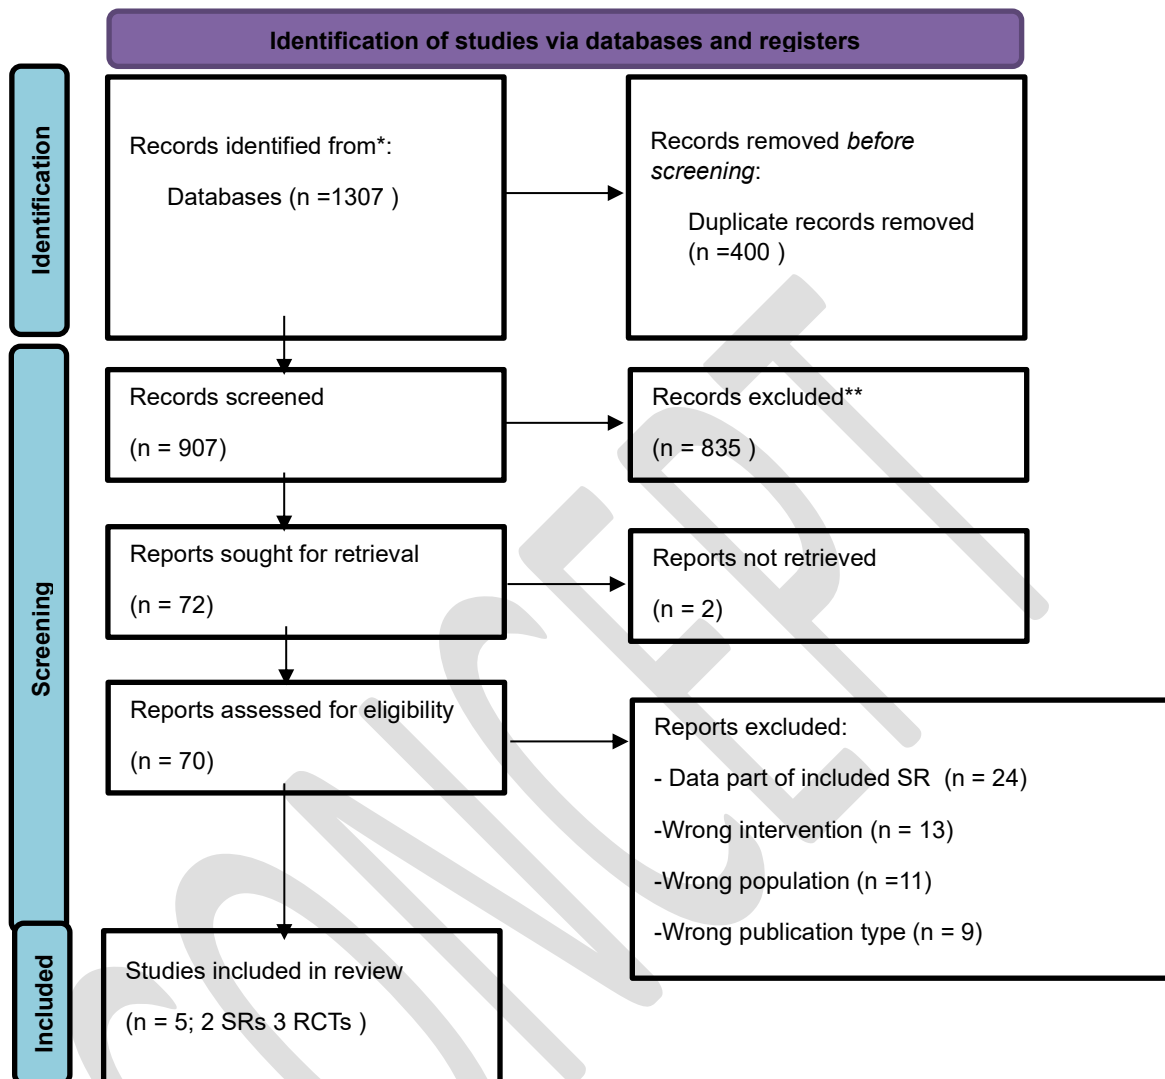 Identification of studies via databases and registers
Identification
Records identified from*:
Databases (n =1307 )
Records removed before
screening:
Duplicate records removed
(n =400 )
Screening
Records screened
(n = 907)
Records excluded**
(n = 835 )
Reports sought for retrieval
(n = 72)
Reports not retrieved
(n = 2)
Reports assessed for eligibility
(n = 70)
Reports excluded:
- Data part of included SR (n = 24)
-Wrong intervention (n = 13)
-Wrong population (n =11)
-Wrong publication type (n = 9)
Included
Studies included in review
(n = 5; 2 SRs 3 RCTs )
CONCEPT